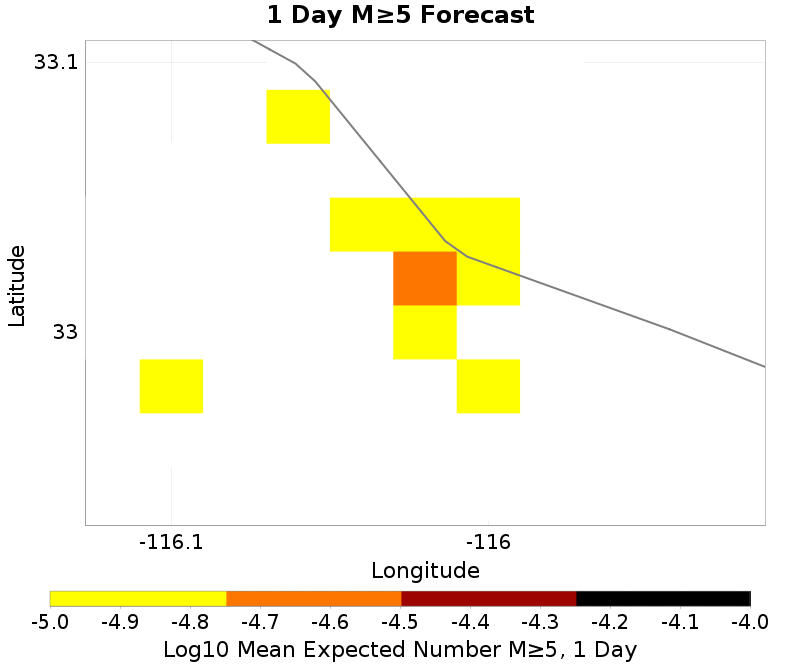 1 Day M≥5 Forecast
33.1
33
Latitude
-116.1 -116
Longitude
-5.0 -4.9 -4.8 -4.7 -4.6 -4.5 -4.4 -4.3 -4.2 -4.1 -4.0
Log10 Mean Expected Number M≥5, 1 Day